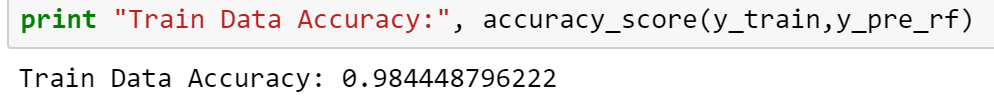 print "Train Data Accuracy:", accuracy_score(y_train,y_pre_rf)
Train Data Accuracy: 0.984448796222